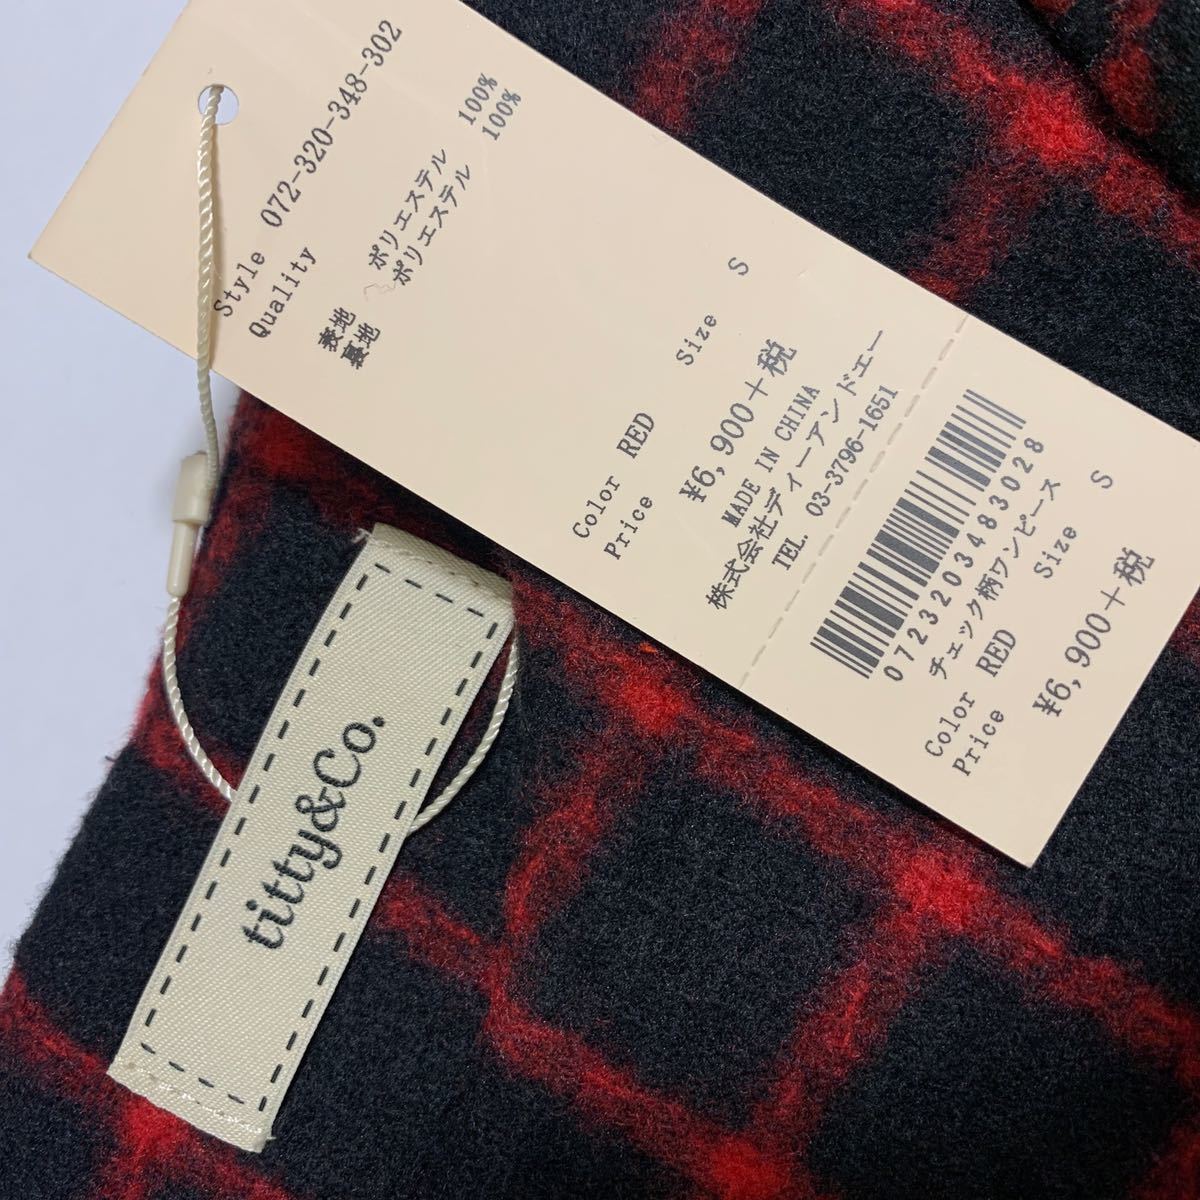 Style 072-320-348-302
Quality
表地 ポリエステル 100%
裏地 ポリエステル 100%
Size S
Color RED
Price
¥6,900+税
MADE IN CHINA
株式会社ディーアンドエー
TEL. 03-3796-1651
0723203483028
チェック柄ワンピース
Size S
Color RED
Price
¥6,900+税
titty&Co.